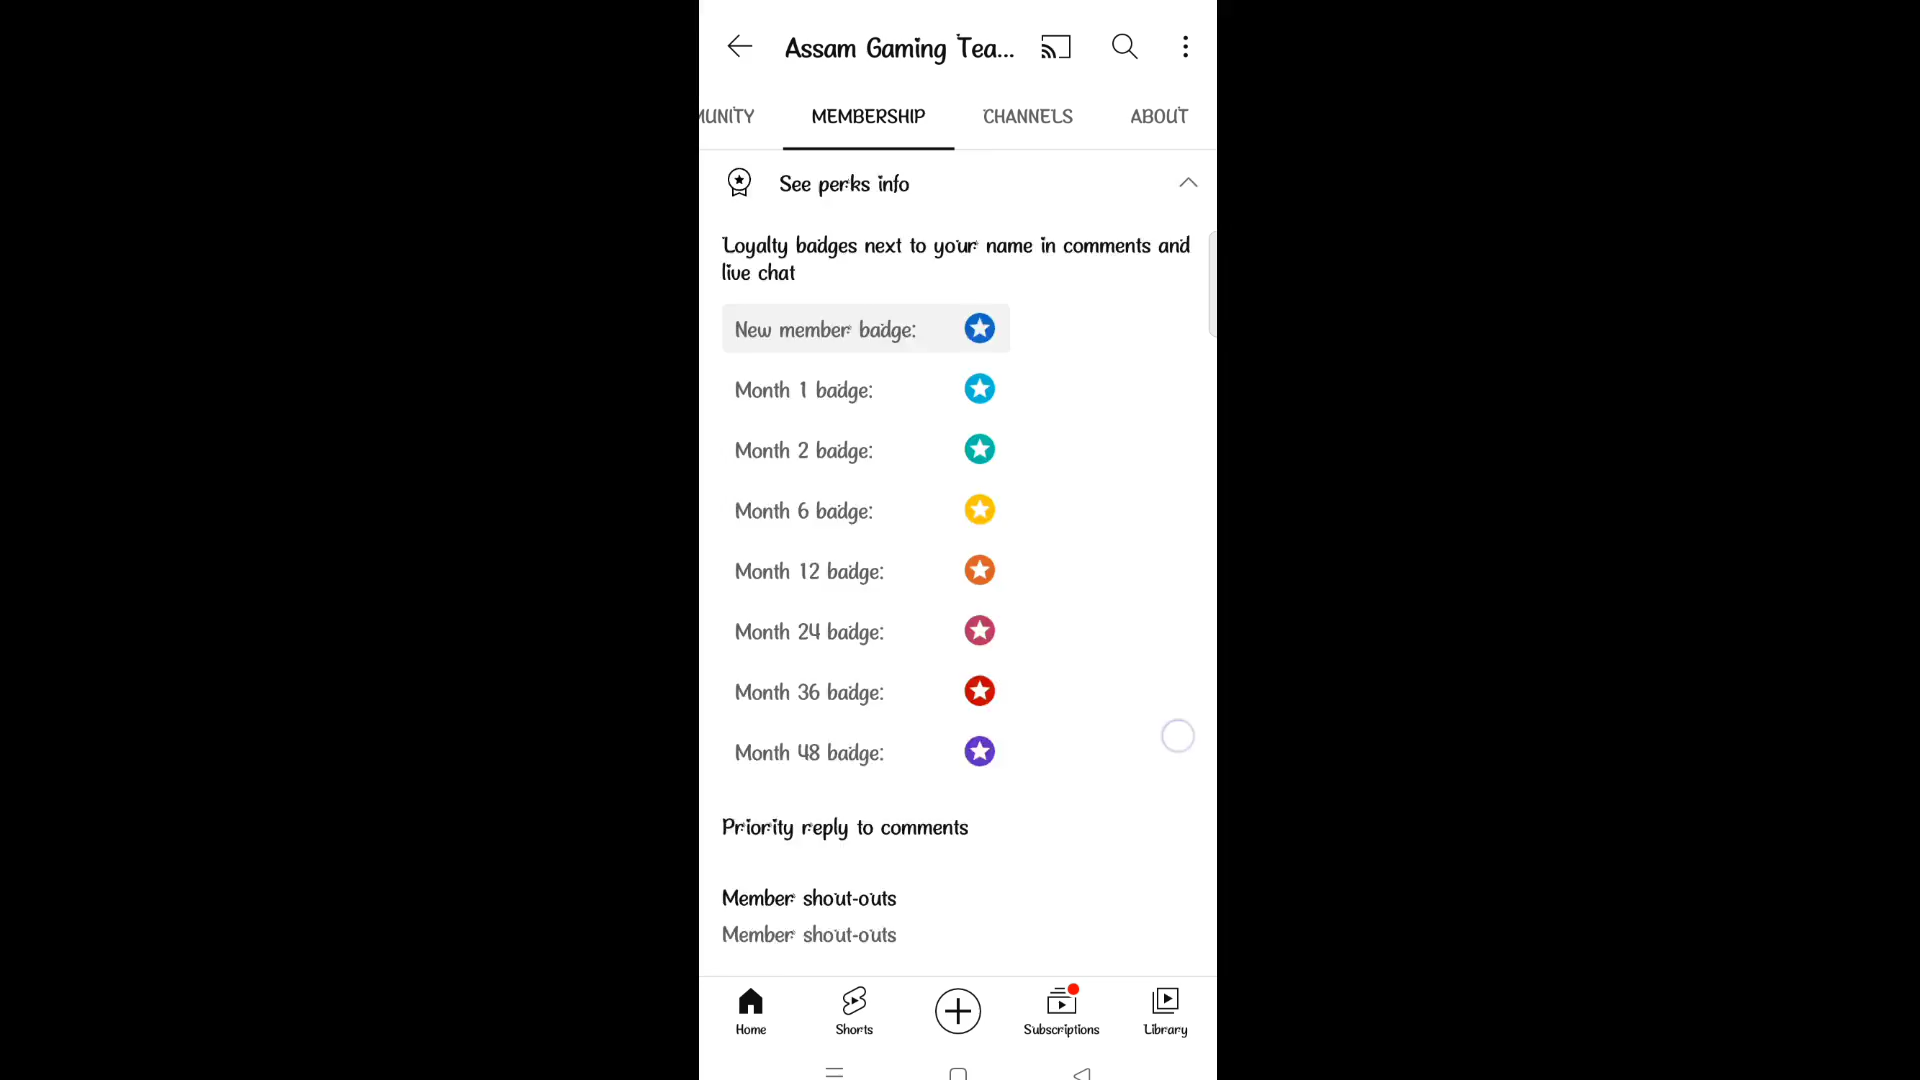 Assam Gaming Tea...
MUNITY MEMBERSHIP CHANNELS ABOUT
See perks info
Loyalty badges next to your name in comments and
live chat
New member badge:
Month 1 badge:
Month 2 badge:
Month 6 badge:
Month 12 badge:
Month 24 badge:
Month 36 badge:
Month 48 badge:
Priority reply to comments
Member shout-outs
Member shout-outs
Home Shorts Subscriptions Library